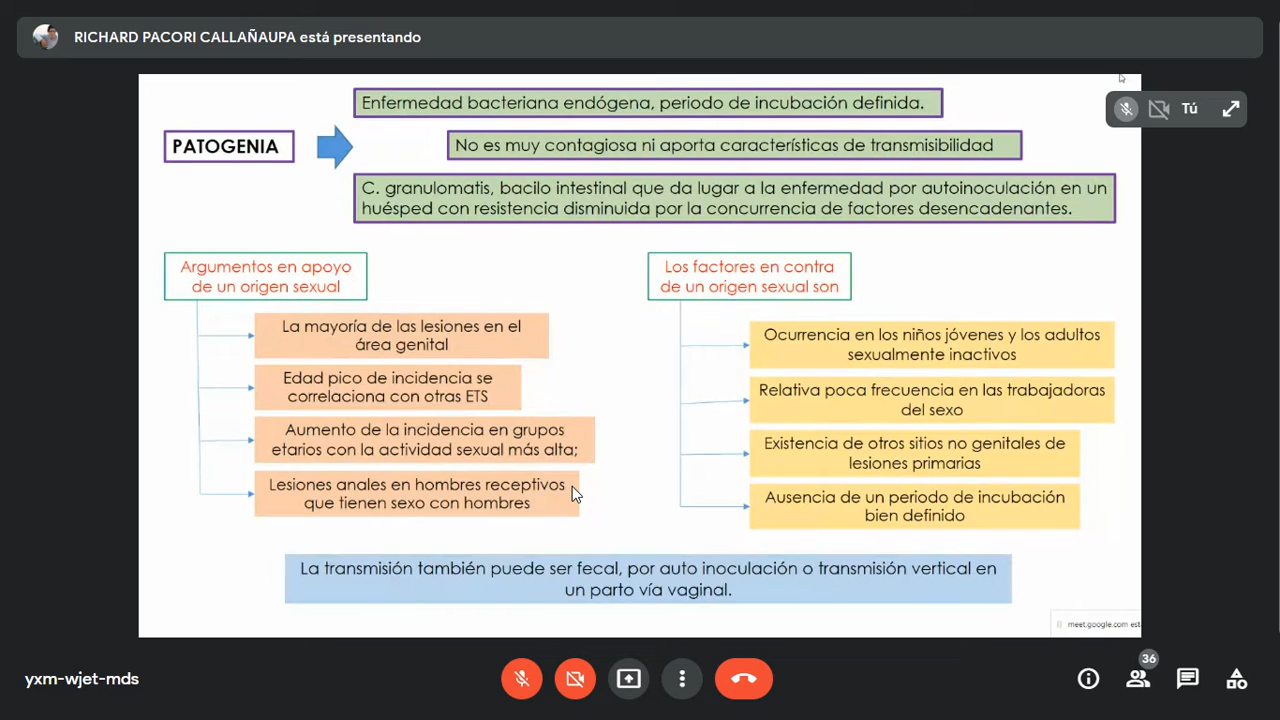 RICHARD PACORI CALLAÑAUPA está presentando
Tú
PATOGENIA
Enfermedad bacteriana endógena, periodo de incubación definida.
No es muy contagiosa ni aporta características de transmisibilidad
C. granulomatis, bacilo intestinal que da lugar a la enfermedad por autoinoculación en un
huésped con resistencia disminuida por la concurrencia de factores desencadenantes.
Argumentos en apoyo
de un origen sexual
La mayoría de las lesiones en el
área genital
Edad pico de incidencia se
correlaciona con otras ETS
Aumento de la incidencia en grupos
etarios con la actividad sexual más alta;
Lesiones anales en hombres receptivos
que tienen sexo con hombres
Los factores en contra
de un origen sexual son
Ocurrencia en los niños jóvenes y los adultos
sexualmente inactivos
Relativa poca frecuencia en las trabajadoras
del sexo
Existencia de otros sitios no genitales de
lesiones primarias
Ausencia de un periodo de incubación
bien definido
La transmisión también puede ser fecal, por auto inoculación o transmisión vertical en
un parto vía vaginal.
meet.google.com est
yxm-wjet-mds
36